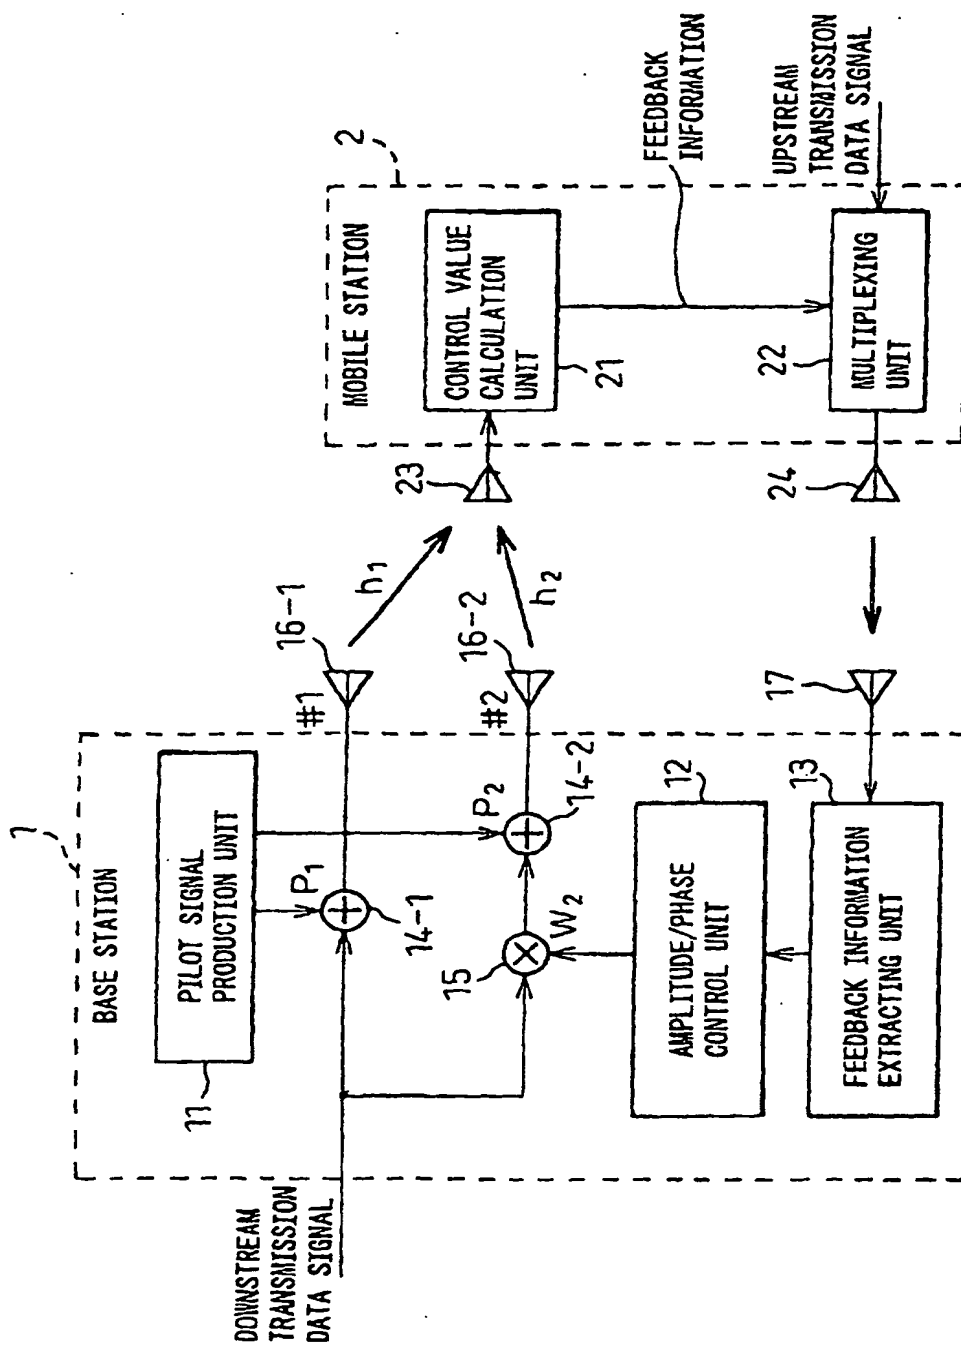 1
BASE STATION
PILOT SIGNAL
PRODUCTION UNIT
11
P1
14-1
#1
16-1
h1
DOWNSTREAM
TRANSMISSION
DATA SIGNAL
15
W2
P2
14-2
#2
16-2
h2
AMPLITUDE/PHASE
CONTROL UNIT
12
FEEDBACK INFORMATION
EXTRACTING UNIT
13
17
2
MOBILE STATION
23
CONTROL VALUE
CALCULATION
UNIT
21
FEEDBACK
INFORMATION
24
22
MULTIPLEXING
UNIT
UPSTREAM
TRANSMISSION
DATA SIGNAL